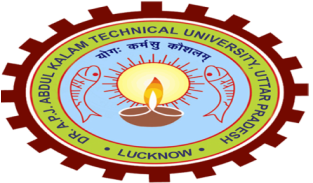 DR. A.P.J. ABDUL KALAM TECHNICAL UNIVERSITY, UTTAR PRADESH
योगः कर्मसु कौशलम्
• LUCKNOW •